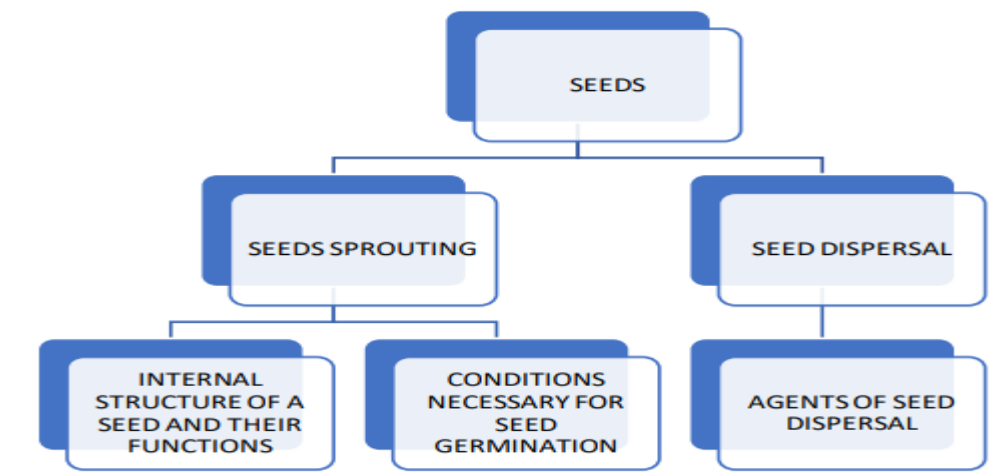 SEEDS
SEEDS SPROUTING
SEED DISPERSAL
INTERNAL
STRUCTURE OF A
SEED AND THEIR
FUNCTIONS
CONDITIONS
NECESSARY FOR
SEED
GERMINATION
AGENTS OF SEED
DISPERSAL